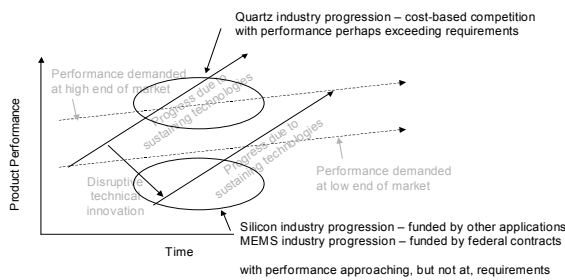 Quartz industry progression – cost-based competition
with performance perhaps exceeding requirements
Performance demanded
at high end of market
Progress due to
sustaining technologies
Product Performance
Progress due to
sustaining technologies
Performance demanded
at low end of market
Disruptive
technical
innovation
Time
Silicon industry progression – funded by other applications
MEMS industry progression – funded by federal contracts
with performance approaching, but not at, requirements